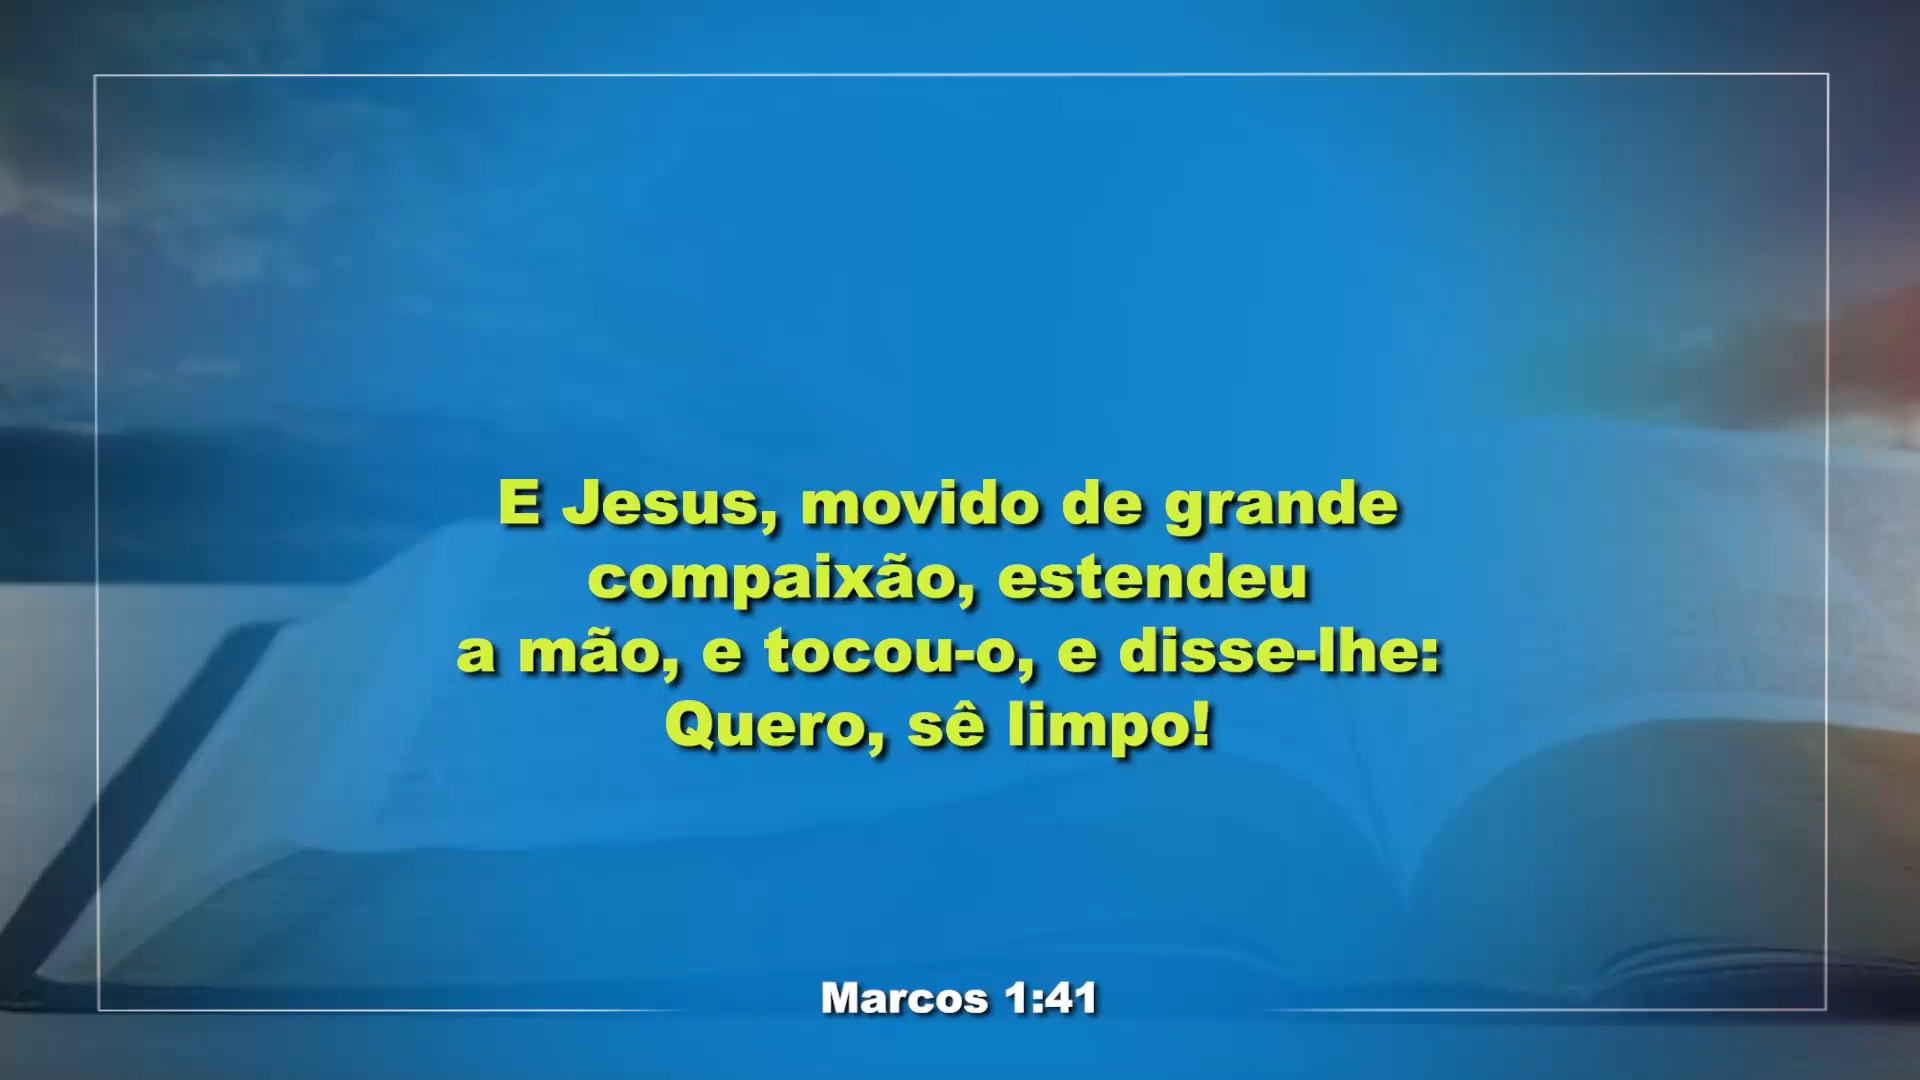 E Jesus, movido de grande
compaixão, estendeu
a mão, e tocou-o, e disse-lhe:
Quero, sê limpo!
Marcos 1:41